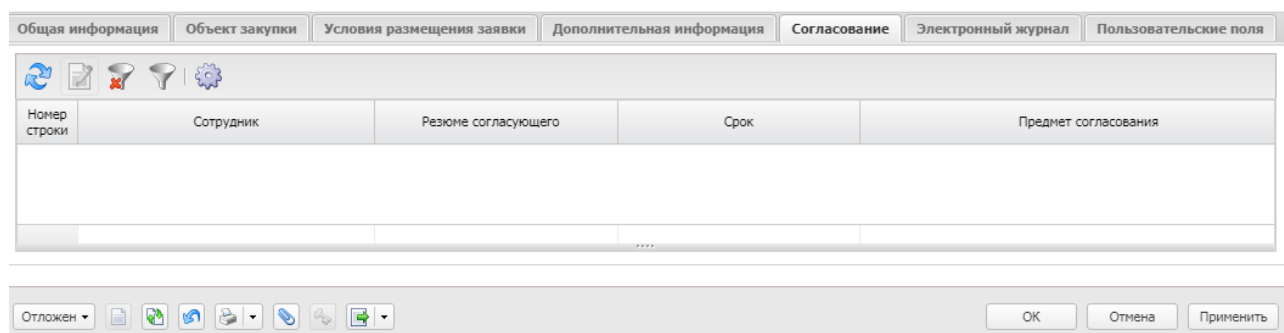 Общая информация Объект закупки Условия размещения заявки Дополнительная информация Согласование Электронный журнал Пользовательские поля
Номер строки Сотрудник Резюме согласующего Срок Предмет согласования
Отложен ОК Отмена Применить